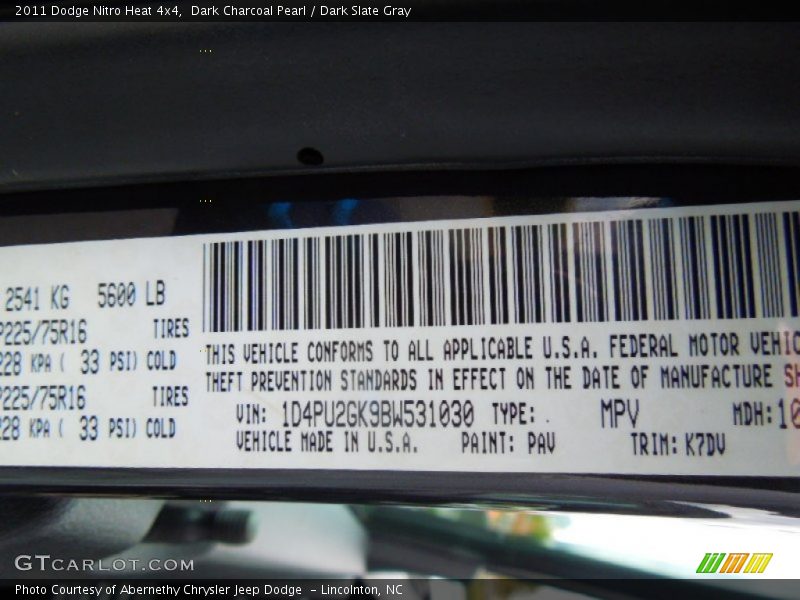 2011 Dodge Nitro Heat 4x4,  Dark Charcoal Pearl / Dark Slate Gray
2541 KG 5600 LB
P225/75R16 TIRES
228 KPA ( 33 PSI) COLD
P225/75R16 TIRES
228 KPA ( 33 PSI) COLD
THIS VEHICLE CONFORMS TO ALL APPLICABLE U.S.A. FEDERAL MOTOR
THEFT PREVENTION STANDARDS IN EFFECT ON THE DATE OF MANUFACTURE
VIN: 1D4PU2GK9BW531030 TYPE: MPV MDH: 10
VEHICLE MADE IN U.S.A. PAINT: PAV TRIM: K7DV
GTCARLOT.COM
Photo Courtesy of Abernethy Chrysler Jeep Dodge  – Lincolnton, NC